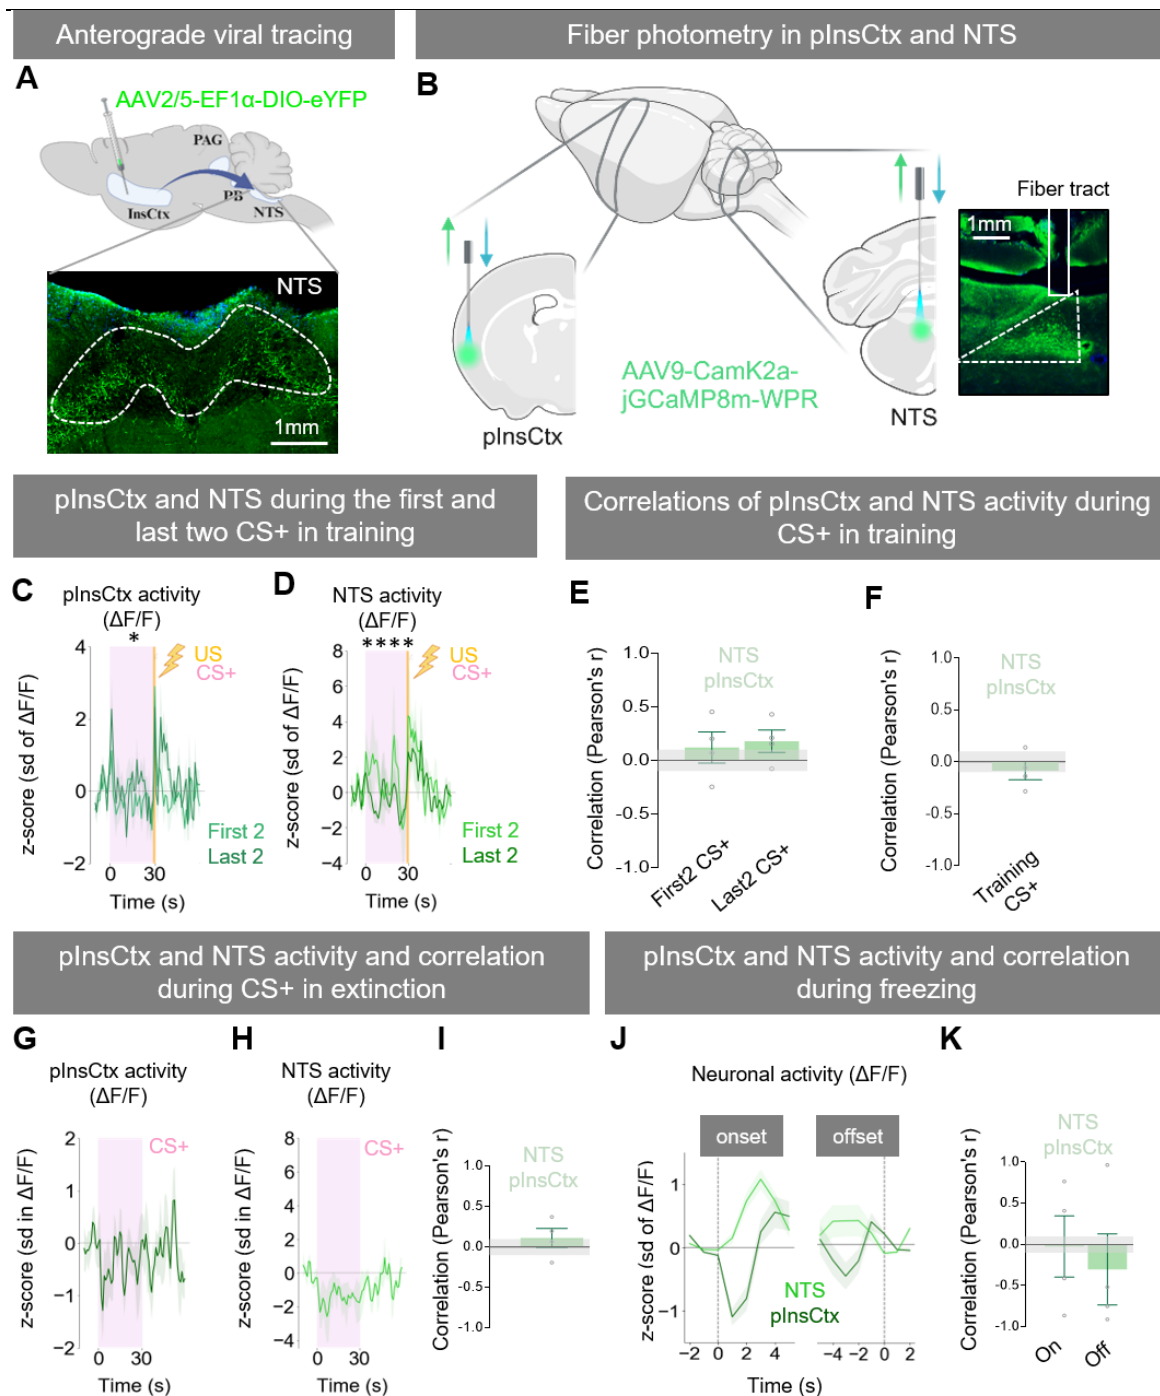 Anterograde viral tracing
Fiber photometry in pInsCtx and NTS
A
AAV2/5-EF1α-DIO-eYFP
PAG
PB
InsCtx
NTS
NTS
1mm
B
Fiber tract
1mm
AAV9-CamK2a-
jGCaMP8m-WPR
pInsCtx
NTS
pInsCtx and NTS during the first and
last two CS+ in training
Correlations of pInsCtx and NTS activity during
CS+ in training
C
pInsCtx activity
(ΔF/F)
*
US
CS+
z-score (sd of ΔF/F)
4
2
0
−2
First 2
Last 2
0 30
Time (s)
D
NTS activity
(ΔF/F)
****
US
CS+
z-score (sd of ΔF/F)
8
6
4
2
0
−2
−4
First 2
Last 2
0 30
Time (s)
E
NTS
pInsCtx
Correlation (Pearson's r)
1.0
0.5
0.0
-0.5
-1.0
First2 CS+
Last2 CS+
F
NTS
pInsCtx
Correlation (Pearson's r)
1.0
0.5
0.0
-0.5
-1.0
Training
CS+
pInsCtx and NTS activity and correlation
during CS+ in extinction
pInsCtx and NTS activity and correlation
during freezing
G
pInsCtx activity
(ΔF/F)
CS+
z-score (sd in ΔF/F)
2
1
0
−1
−2
0 30
Time (s)
H
NTS activity
(ΔF/F)
CS+
z-score (sd in ΔF/F)
8
6
4
2
0
−2
−4
0 30
Time (s)
I
NTS
pInsCtx
Correlation (Pearson's r)
1.0
0.5
0.0
-0.5
-1.0
J
Neuronal activity (ΔF/F)
onset
offset
z-score (sd of ΔF/F)
1
0
−1
NTS
pInsCtx
−2 0 2 4
−2 0 2
Time (s)
K
NTS
pInsCtx
Correlation (Pearson's r)
1.0
0.5
0.0
-0.5
-1.0
On
Off